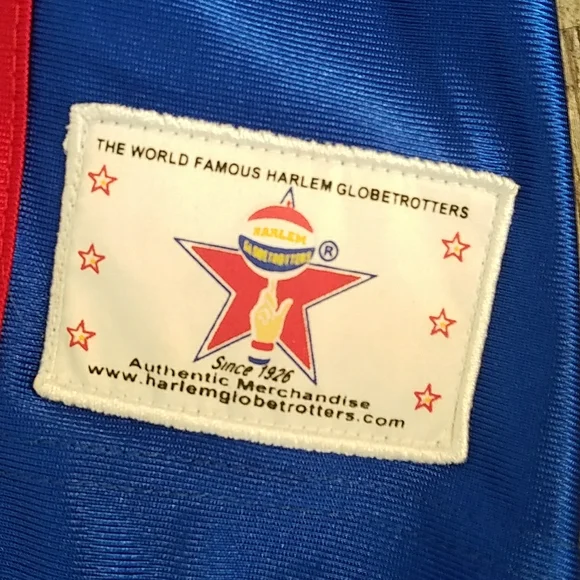 THE WORLD FAMOUS HARLEM GLOBETROTTERS
HARLEM
GLOBETROTTERS
®
Since 1926
Authentic Merchandise
www.harlemglobetrotters.com